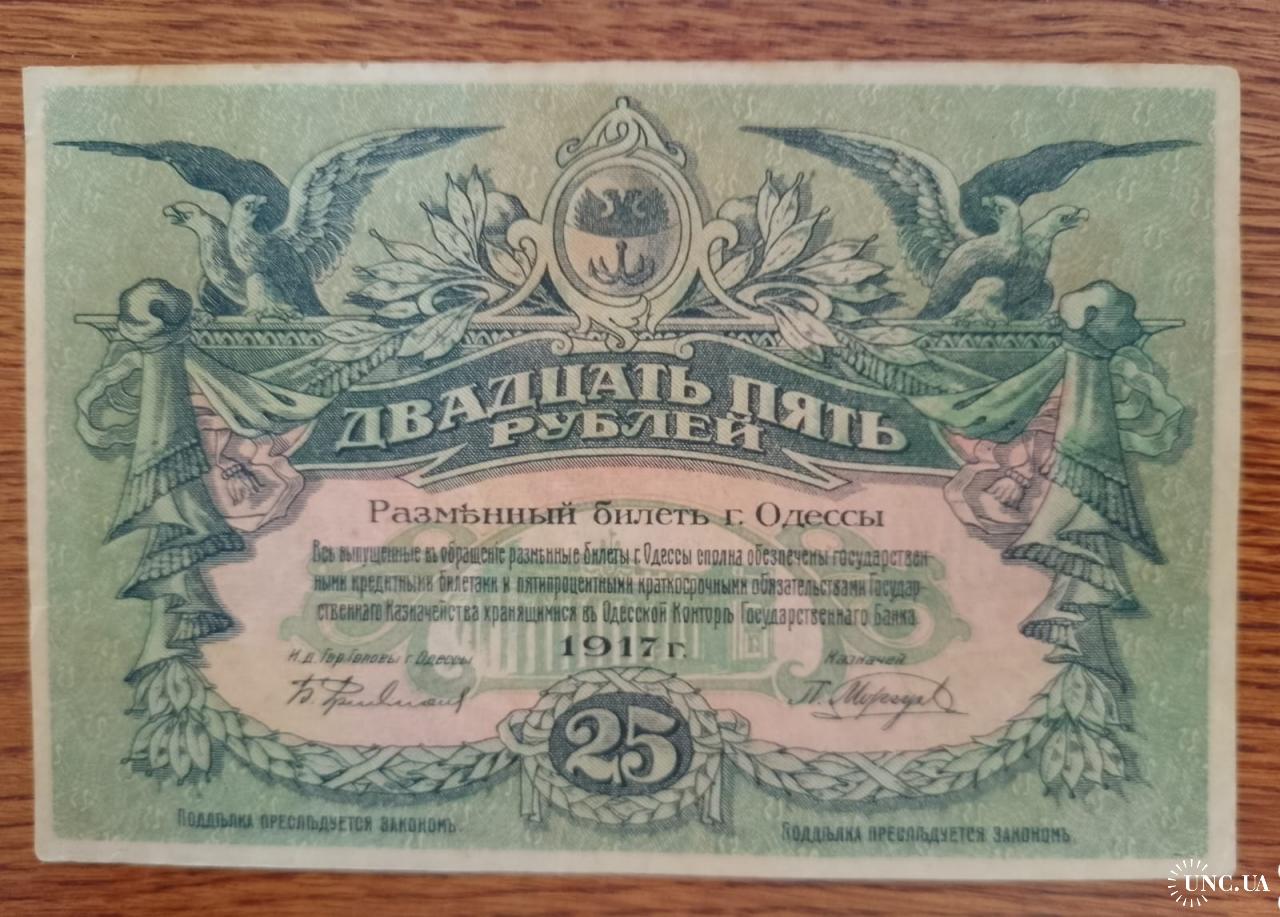 ДВАДЦАТЬ ПЯТЬ
РУБЛЕЙ
Размѣнный билетъ г. Одессы
Всѣ выпущенные въ обращеніе размѣнные билеты г. Одессы сполна обезпечены государствен-
ными кредитными билетами и пятипроцентными краткосрочными обязательствами Государ-
ственнаго Казначейства хранящимися въ Одесской Конторѣ Государственнаго Банка.
1917 г.
И.д. Гор. Головы г. Одессы Казначей
25
Поддѣлка преслѣдуется закономъ. Поддѣлка преслѣдуется закономъ.
UNC.UA